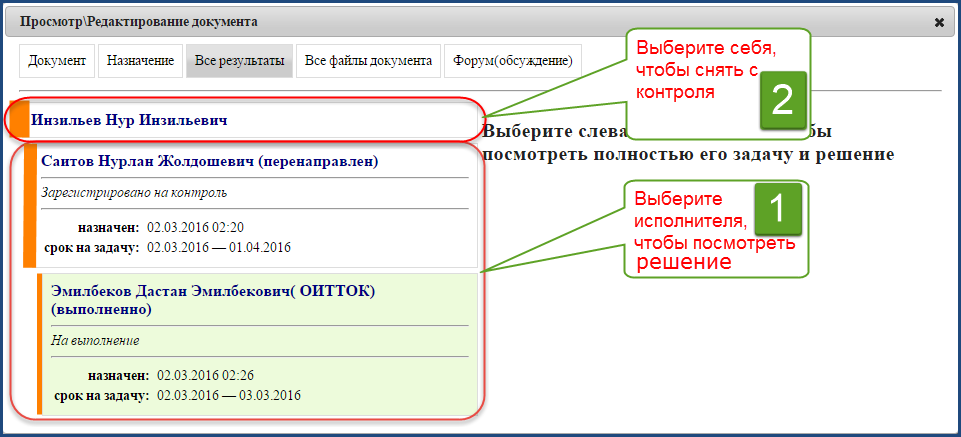 Просмотр\Редактирование документа
Документ
Назначение
Все результаты
Все файлы документа
Форум(обсуждение)
Выберите себя,
чтобы снять с
контроля
2
Инзильев Нур Инзильевич
Выберите слева
бы
посмотреть полностью его задачу и решение
Саитов Нурлан Жолдошевич (перенаправлен)
Зарегистрировано на контроль
назначен: 02.03.2016 02:20
срок на задачу: 02.03.2016 — 01.04.2016
Выберите
исполнителя,
чтобы посмотреть
решение
1
Эмилбеков Дастан Эмилбекович( ОИТТОК)
(выполненно)
На выполнение
назначен: 02.03.2016 02:26
срок на задачу: 02.03.2016 — 03.03.2016